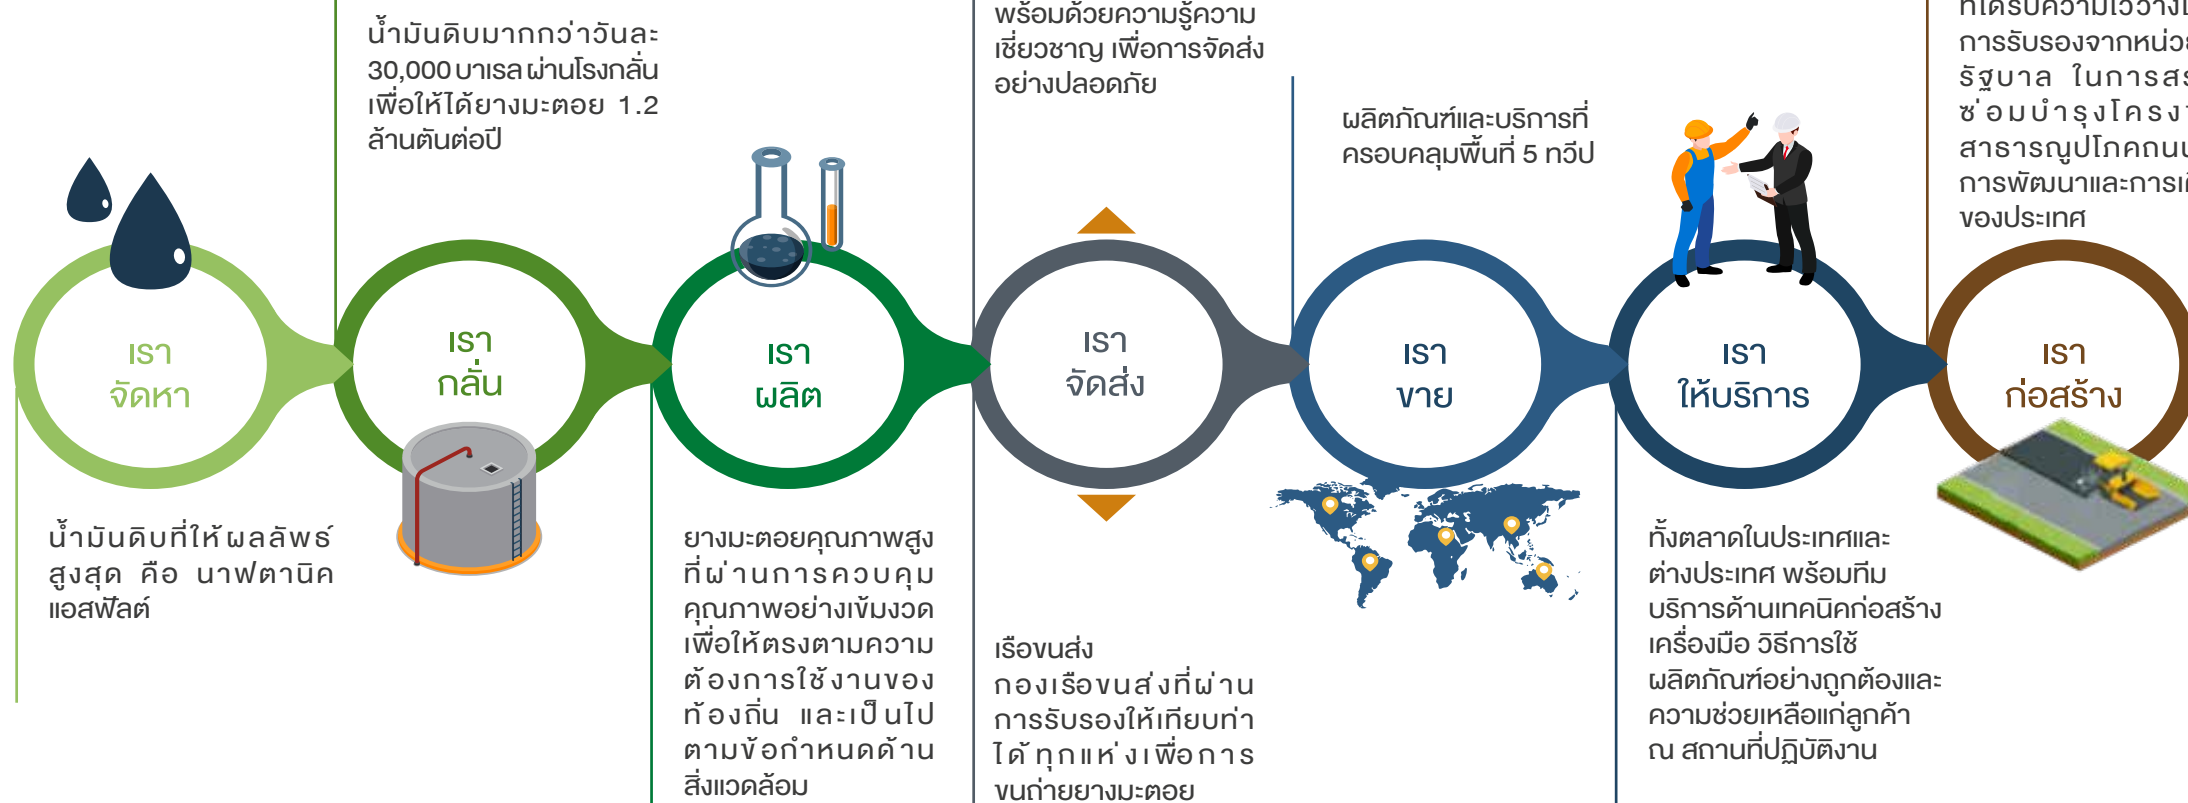 น้ำมันดิบมากกว่าวันละ
30,000 บาเรล ผ่านโรงกลั่น
เพื่อให้ได้ยางมะตอย 1.2
ล้านตันต่อปี
พร้อมด้วยความรู้ความ
เชี่ยวชาญ เพื่อการจัดส่ง
อย่างปลอดภัย
ผลิตภัณฑ์และบริการที่
ครอบคลุมพื้นที่ 5 ทวีป
ที่ได้รับความไว้วางใ
การรับรองจากหน่วย
รัฐบาล ในการสร
ซ่อมบำรุงโครง
สาธารณูปโภคถนน
การพัฒนาและการเ
ของประเทศ
เรา
จัดหา
เรา
กลั่น
เรา
ผลิต
เรา
จัดส่ง
เรา
ขาย
เรา
ให้บริการ
เรา
ก่อสร้าง
น้ำมันดิบที่ให้ผลลัพธ์
สูงสุด คือ นาฟตานิค
แอสฟัลต์
ยางมะตอยคุณภาพสูง
ที่ผ่านการควบคุม
คุณภาพอย่างเข้มงวด
เพื่อให้ตรงตามความ
ต้องการใช้งานของ
ท้องถิ่น และเป็นไป
ตามข้อกำหนดด้าน
สิ่งแวดล้อม
เรือขนส่ง
กองเรือขนส่งที่ผ่าน
การรับรองให้เทียบท่า
ได้ทุกแห่งเพื่อการ
ขนถ่ายยางมะตอย
ทั้งตลาดในประเทศและ
ต่างประเทศ พร้อมทีม
บริการด้านเทคนิคก่อสร้าง
เครื่องมือ วิธีการใช้
ผลิตภัณฑ์อย่างถูกต้องและ
ความช่วยเหลือแก่ลูกค้า
ณ สถานที่ปฏิบัติงาน